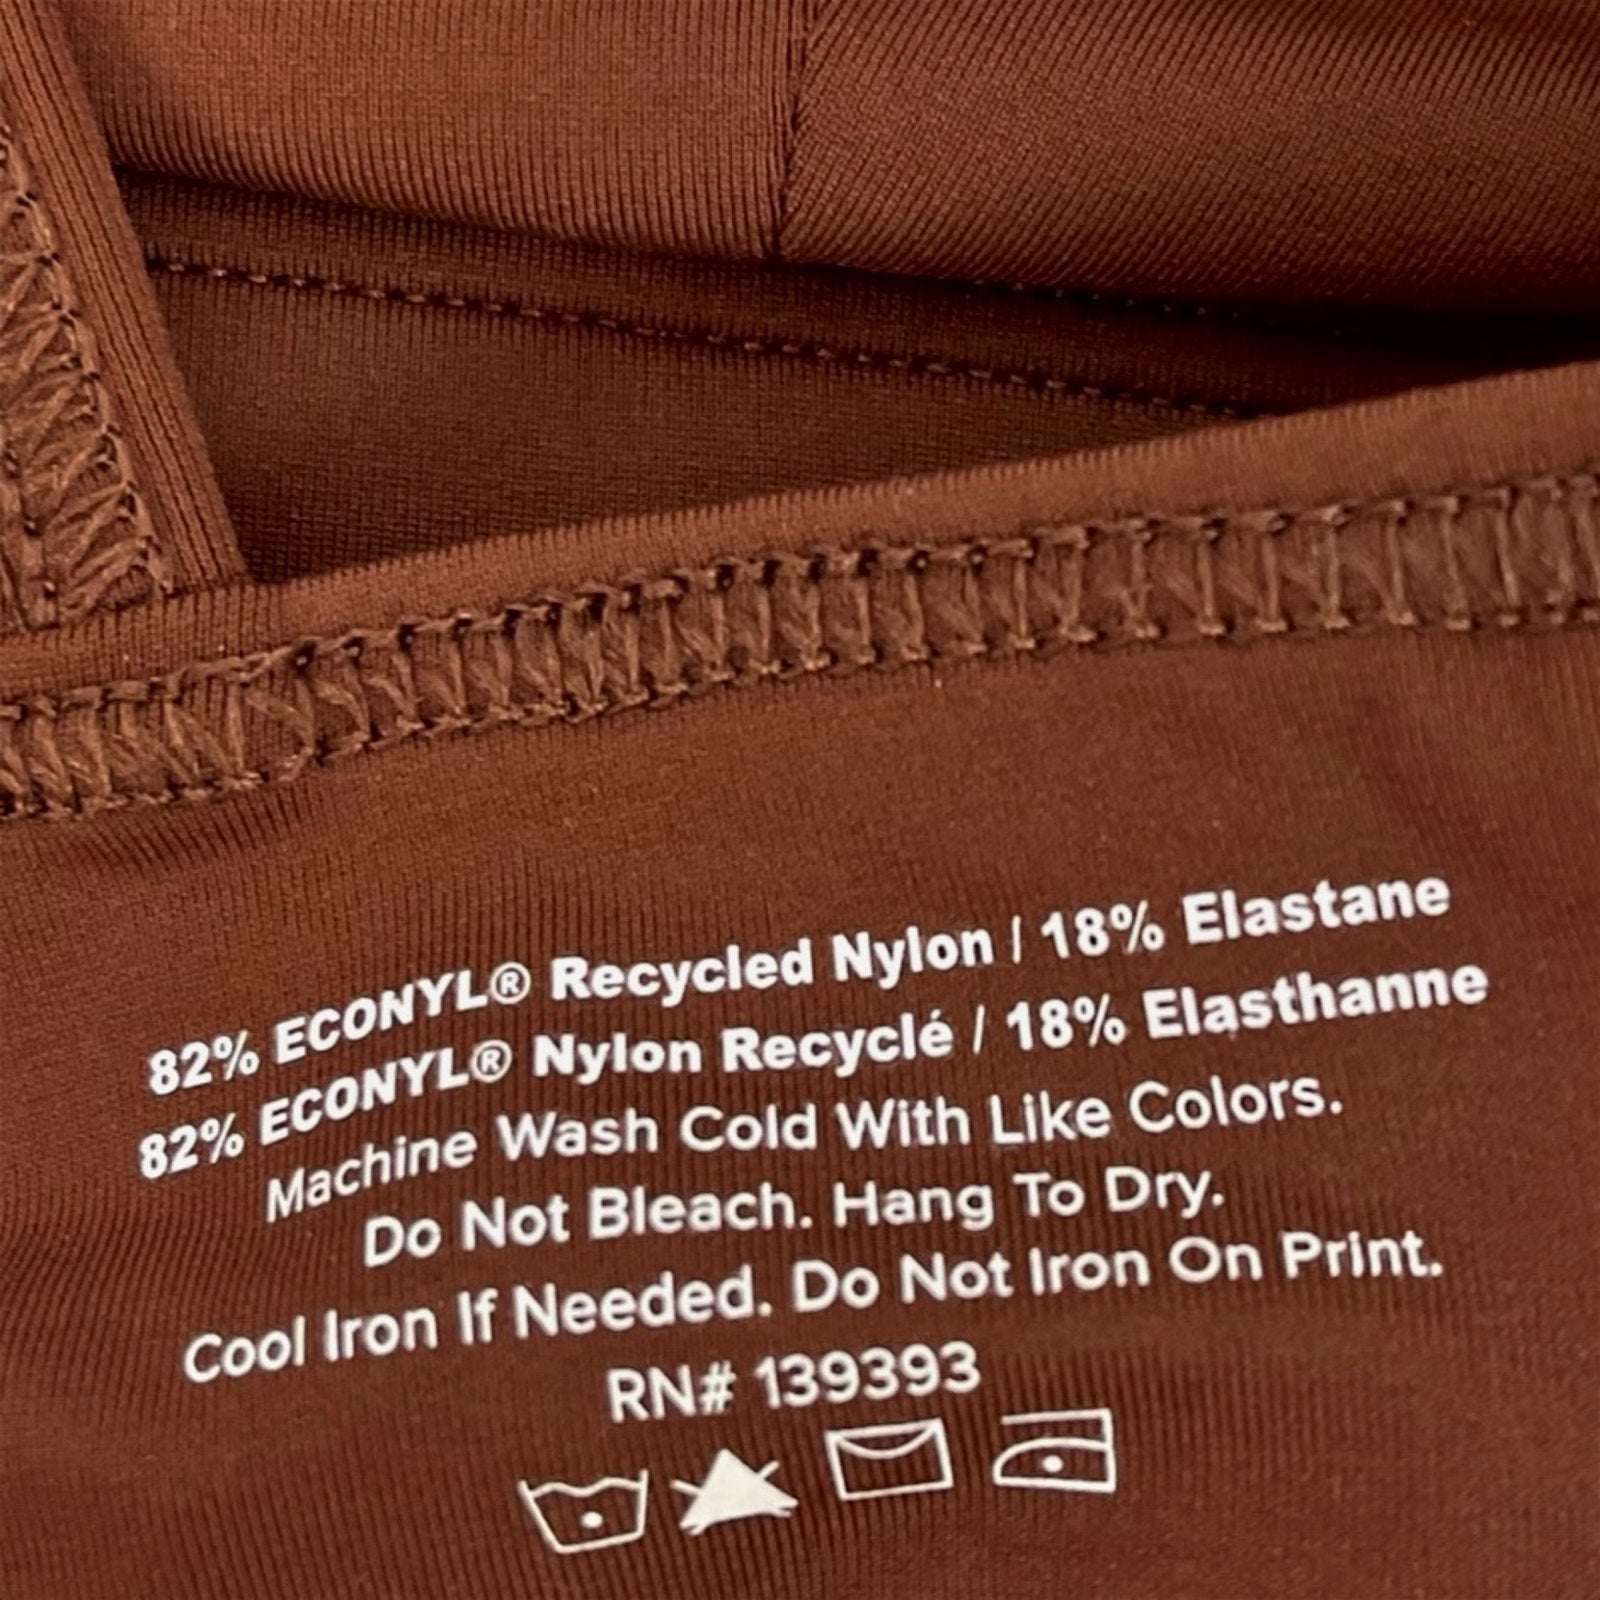 82% ECONYL® Recycled Nylon / 18% Elastane
82% ECONYL® Nylon Recyclé / 18% Elasthanne
Machine Wash Cold With Like Colors.
Do Not Bleach. Hang To Dry.
Cool Iron If Needed. Do Not Iron On Print.
RN# 139393